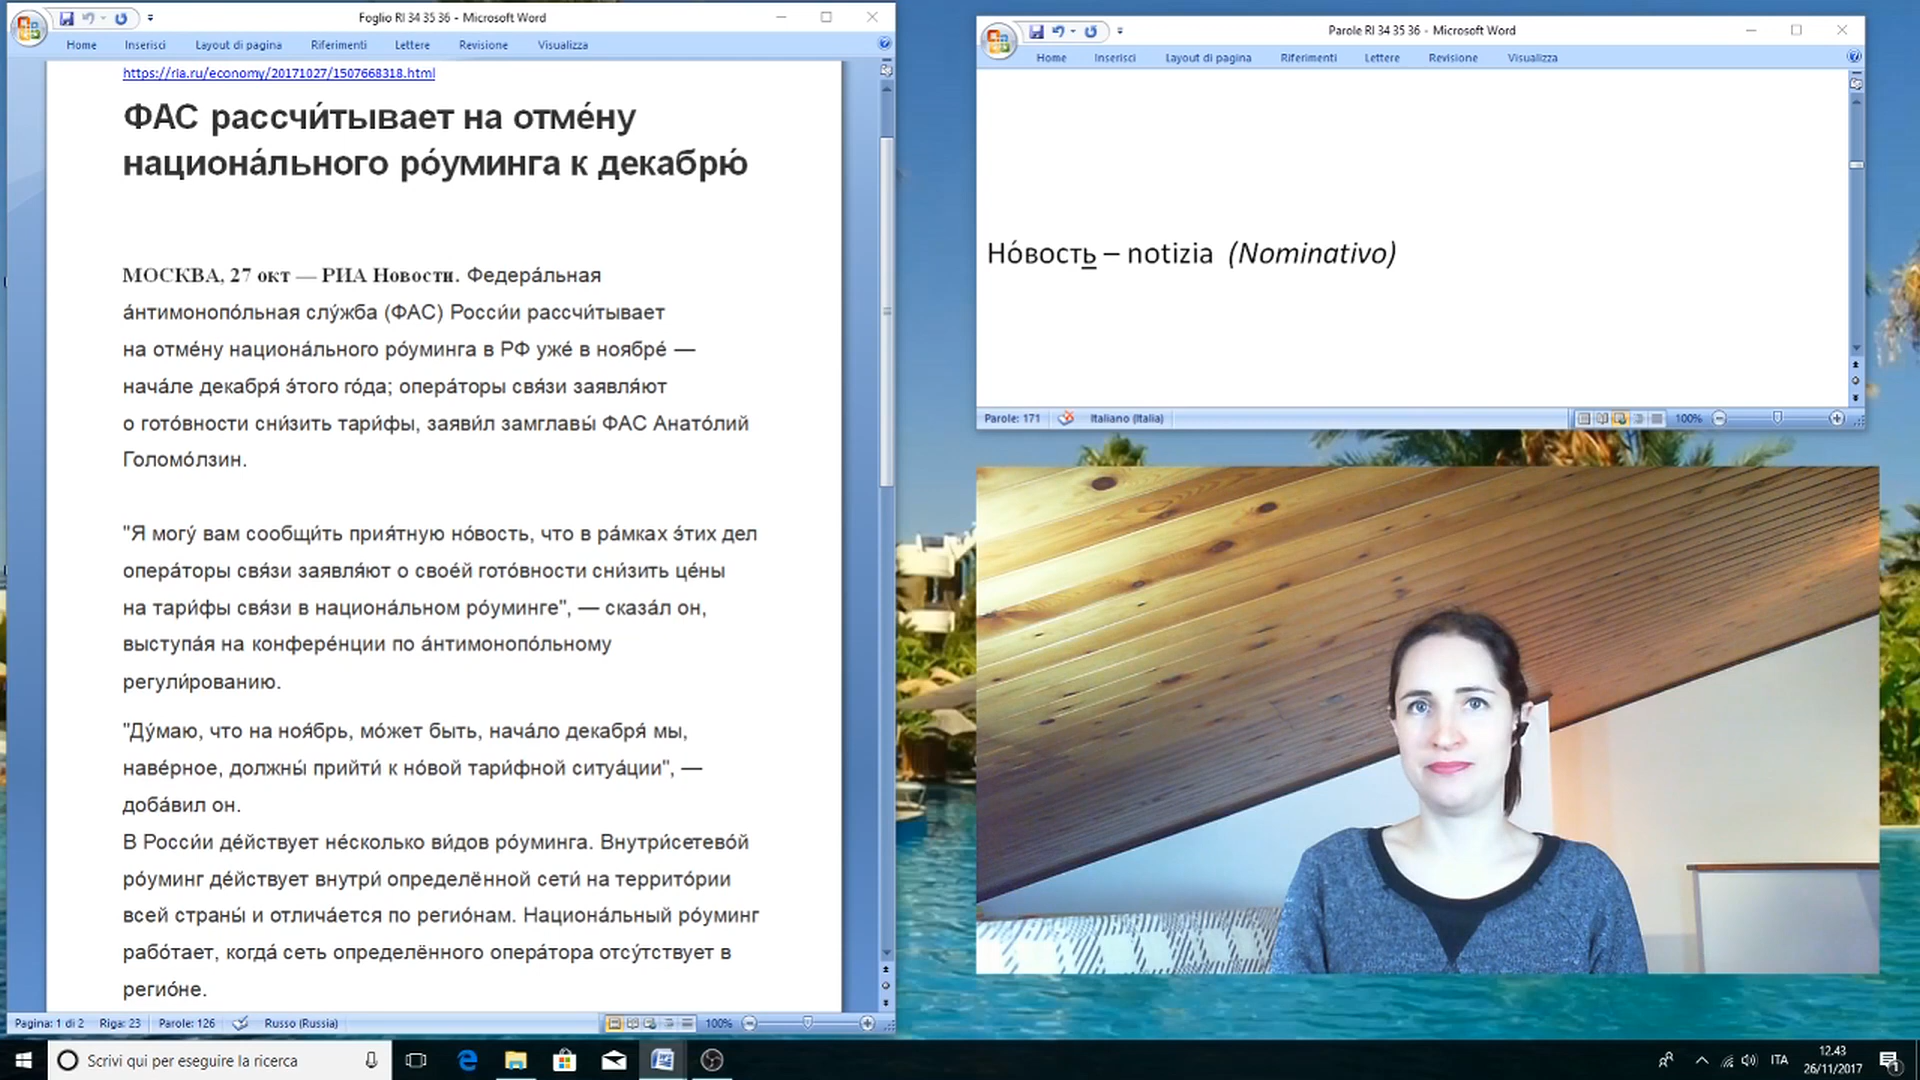 Foglio RI 34 35 36 - Microsoft Word
Home Inserisci Layout di pagina Riferimenti Lettere Revisione Visualizza
https://ria.ru/economy/20171027/1507668318.html
ФАС рассчи́тывает на отме́ну
национа́льного ро́уминга к декабрю́
МОСКВА, 27 окт — РИА Новости. Федера́льная
а́нтимонопо́льная слу́жба (ФАС) Росси́и рассчи́тывает
на отме́ну национа́льного ро́уминга в РФ уже́ в ноябре́ —
нача́ле декабря́ э́того го́да; опера́торы свя́зи заявля́ют
о гото́вности сни́зить тари́фы, заяви́л замглавы́ ФАС Анато́лий
Голомо́лзин.
"Я могу́ вам сообщи́ть прия́тную но́вость, что в ра́мках э́тих дел
опера́торы свя́зи заявля́ют о свое́й гото́вности сни́зить це́ны
на тари́фы свя́зи в национа́льном ро́уминге", — сказа́л он,
выступа́я на конфере́нции по а́нтимонопо́льному
регули́рованию.
"Ду́маю, что на ноя́брь, мо́жет быть, нача́ло декабря́ мы,
наве́рное, должны́ прийти́ к но́вой тари́фной ситуа́ции", —
доба́вил он.
В Росси́и де́йствует не́сколько ви́дов ро́уминга. Внутри́сетево́й
ро́уминг де́йствует внутри́ определённой сети́ на террито́рии
всей страны́ и отлича́ется по регио́нам. Национа́льный ро́уминг
рабо́тает, когда́ сеть определённого опера́тора отсу́тствует в
регио́не.
Pagina: 1 di 2 Riga: 23 Parole: 126 Russo (Russia) 100%
Parole RI 34 35 36 - Microsoft Word
Home Inserisci Layout di pagina Riferimenti Lettere Revisione Visualizza
Но́вость – notizia (Nominativo)
Parole: 171 Italiano (Italia) 100%
Scrivi qui per eseguire la ricerca
ITA
12.43
26/11/2017
1